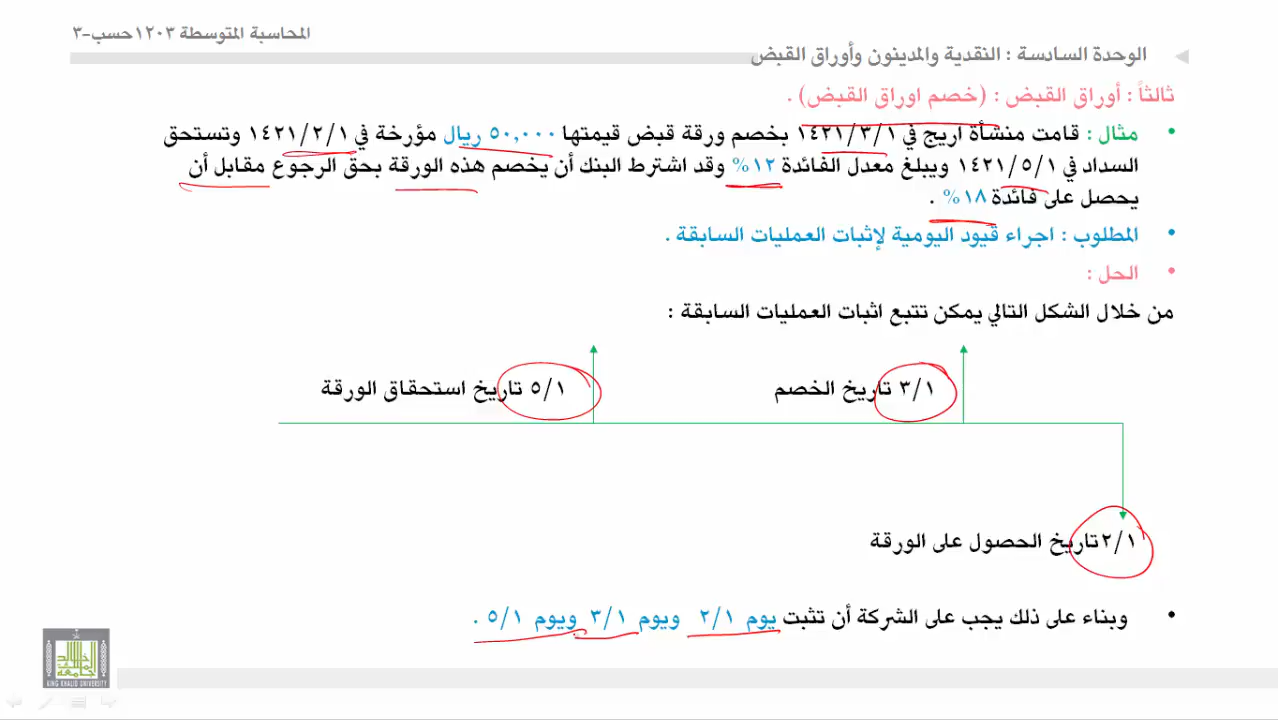 المحاسبة المتوسطة ١٢٠٣حسب-٣
الوحدة السادسة : النقدية والمدينون وأوراق القبض
ثالثاً : أوراق القبض : (خصم اوراق القبض) .
مثال : قامت منشأة اريج في ١٤٢١/٣/١ بخصم ورقة قبض قيمتها ٥٠,٠٠٠ ريال مؤرخة في ١٤٢١/٢/١ وتستحق
السداد في ١٤٢١/٥/١ ويبلغ معدل الفائدة ١٢% وقد اشترط البنك أن يخصم هذه الورقة بحق الرجوع مقابل أن
يحصل على فائدة ١٨% .
المطلوب : اجراء قيود اليومية لإثبات العمليات السابقة .
الحل :
من خلال الشكل التالي يمكن تتبع اثبات العمليات السابقة :
٣/١ تاريخ الخصم
٥/١ تاريخ استحقاق الورقة
٢/١تاريخ الحصول على الورقة
وبناء على ذلك يجب على الشركة أن تثبت يوم ٢/١ ويوم ٣/١ ويوم ٥/١ .
KING KHALID UNIVERSITY